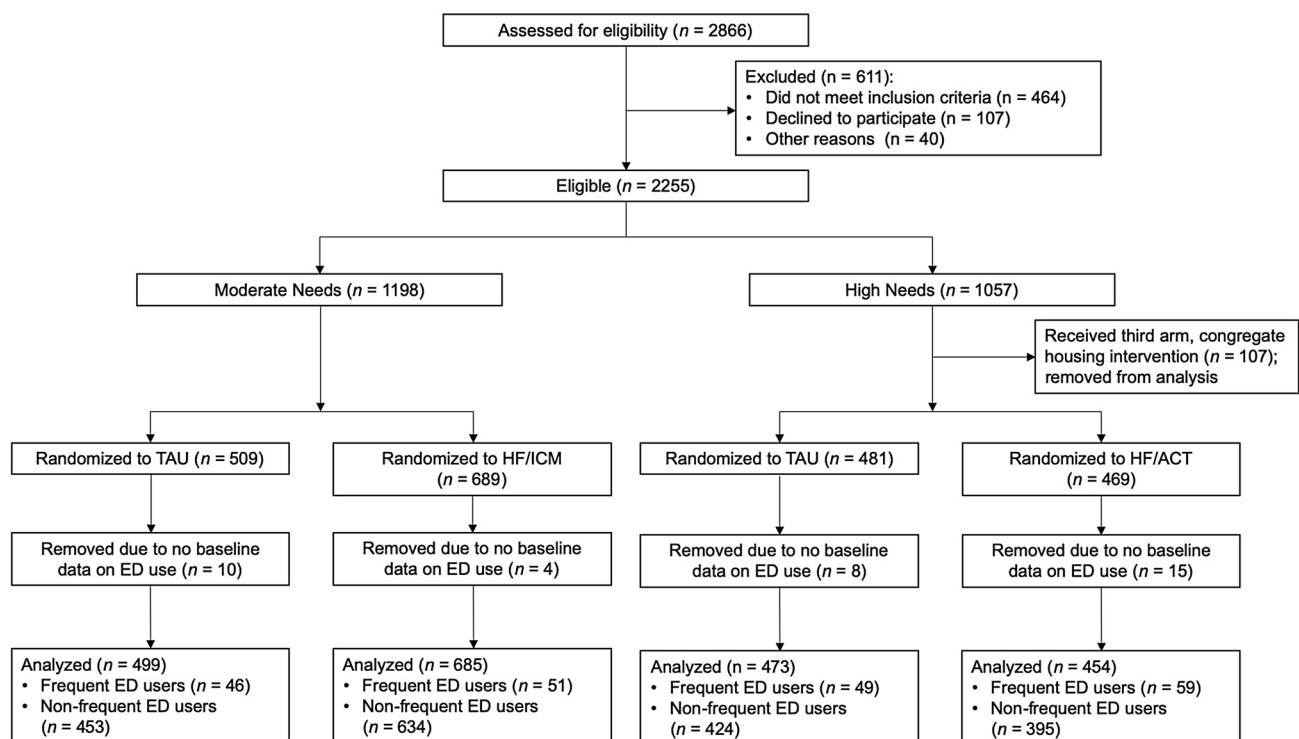 Assessed for eligibility (n = 2866)
Excluded (n = 611):
• Did not meet inclusion criteria (n = 464)
• Declined to participate (n = 107)
• Other reasons (n = 40)
Eligible (n = 2255)
Moderate Needs (n = 1198)
High Needs (n = 1057)
Received third arm, congregate
housing intervention (n = 107);
removed from analysis
Randomized to TAU (n = 509)
Randomized to HF/ICM
(n = 689)
Randomized to TAU (n = 481)
Randomized to HF/ACT
(n = 469)
Removed due to no baseline
data on ED use (n = 10)
Removed due to no baseline
data on ED use (n = 4)
Removed due to no baseline
data on ED use (n = 8)
Removed due to no baseline
data on ED use (n = 15)
Analyzed (n = 499)
• Frequent ED users (n = 46)
• Non-frequent ED users
(n = 453)
Analyzed (n = 685)
• Frequent ED users (n = 51)
• Non-frequent ED users
(n = 634)
Analyzed (n = 473)
• Frequent ED users (n = 49)
• Non-frequent ED users
(n = 424)
Analyzed (n = 454)
• Frequent ED users (n = 59)
• Non-frequent ED users
(n = 395)